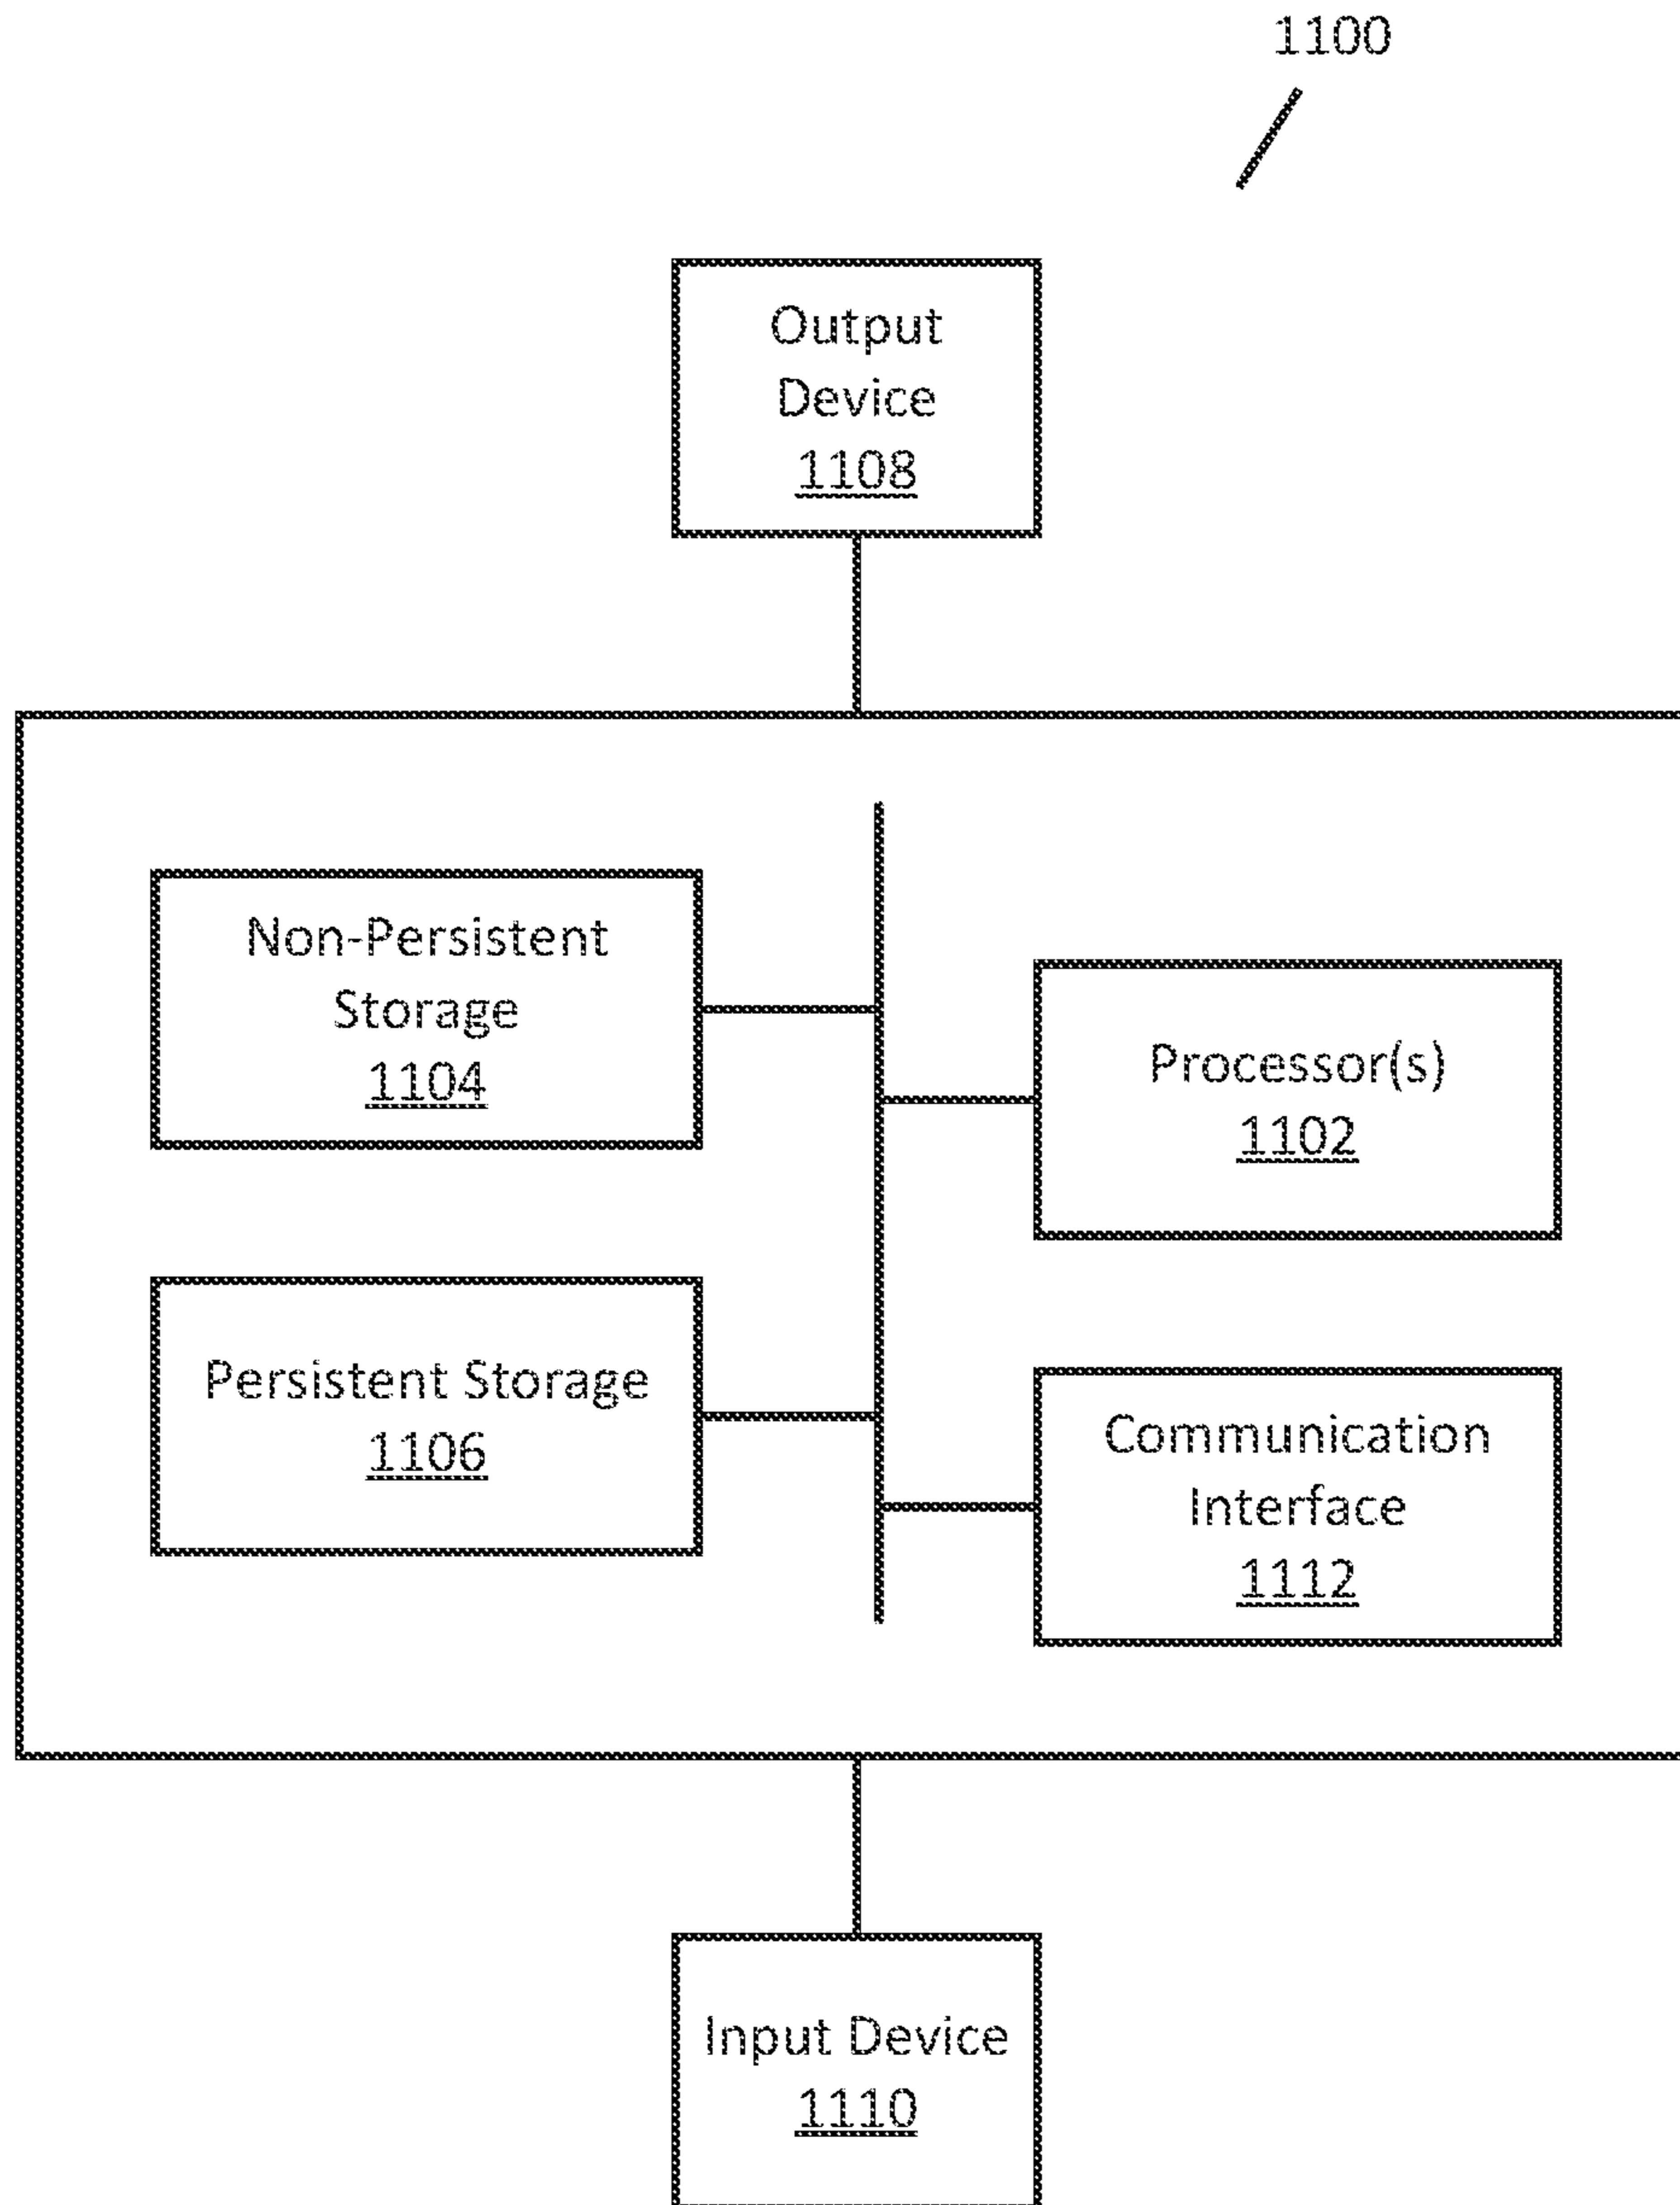 1100
Output
Device
1108
Non-Persistent
Storage
1104
Processor(s)
1102
Persistent Storage
1106
Communication
Interface
1112
Input Device
1110